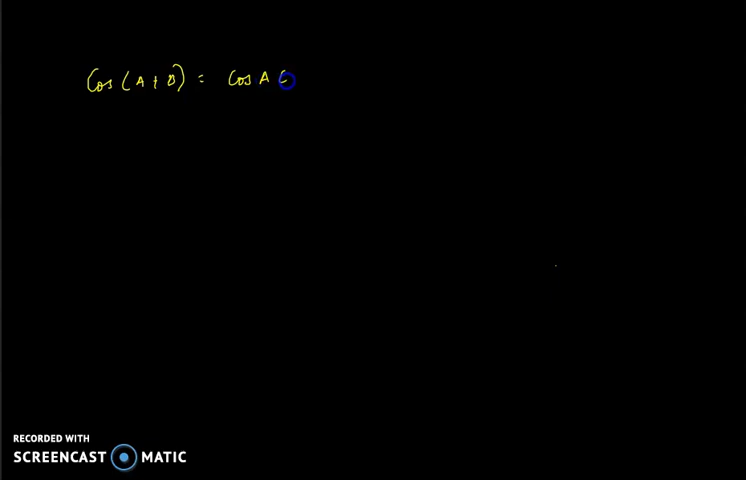 Cos (A + B) = Cos A C
RECORDED WITH
SCREENCAST MATIC